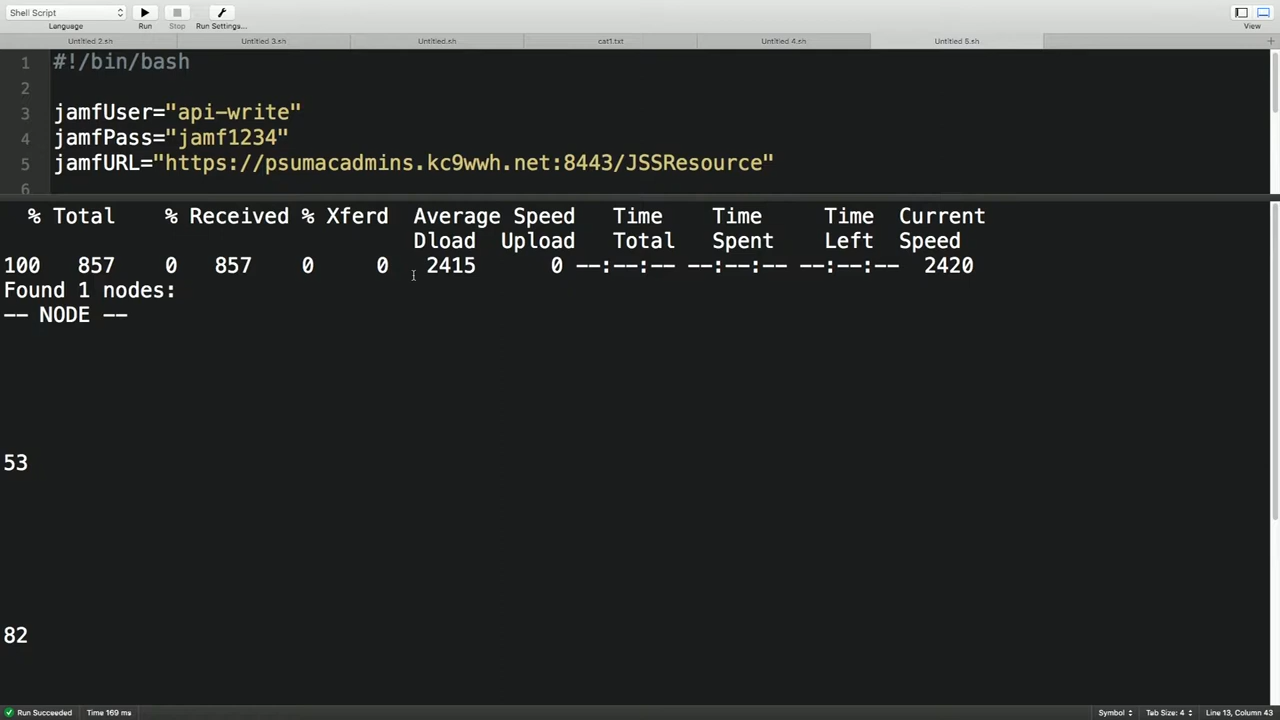 Shell Script
Language
Run
Stop
Run Settings...
View
Untitled 2.sh
Untitled 3.sh
Untitled.sh
cat1.txt
Untitled 4.sh
Untitled 5.sh
1 #!/bin/bash
2
3 jamfUser="api-write"
4 jamfPass="jamf1234"
5 jamfURL="https://psumacadmins.kc9wwh.net:8443/JSSResource"
6
% Total % Received % Xferd Average Speed Time Time Time Current
Dload Upload Total Spent Left Speed
100 857 0 857 0 0 2415 0 --:--:-- --:--:-- --:--:-- 2420
Found 1 nodes:
-- NODE --
53
82
Run Succeeded Time 169 ms Symbol Tab Size: 4 Line 13, Column 43